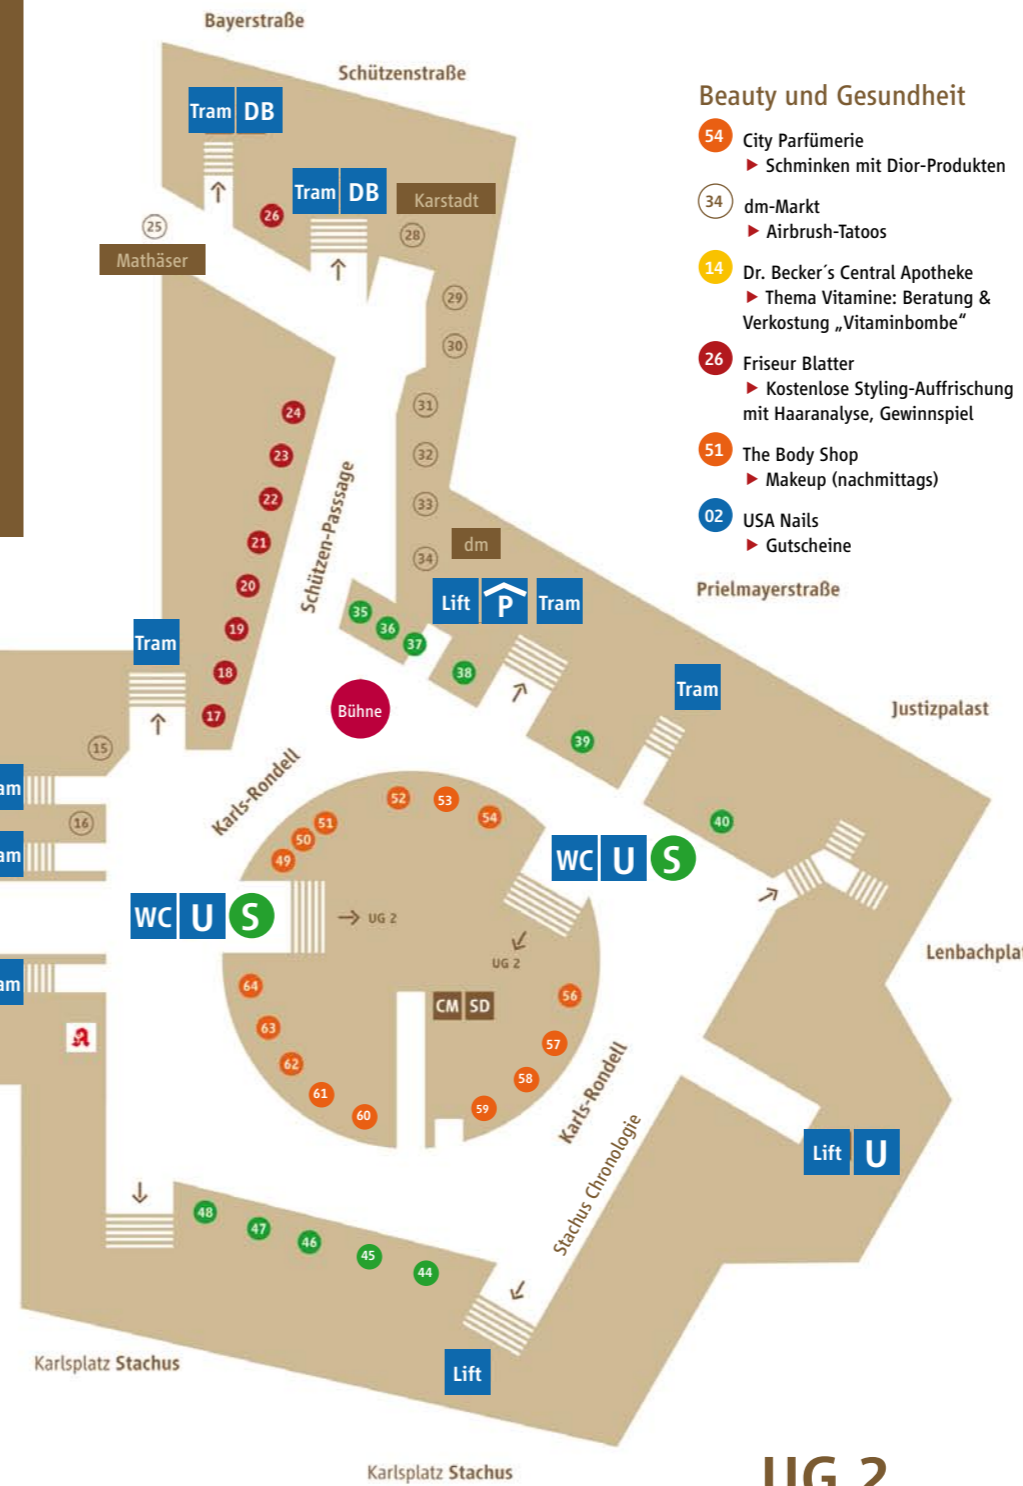 Bayerstraße
Schützenstraße
Beauty und Gesundheit
54 City Parfümerie
Schminken mit Dior-Produkten
34 dm-Markt
Airbrush-Tatoos
14 Dr. Becker´s Central Apotheke
Thema Vitamine: Beratung &
Verkostung „Vitaminbombe“
26 Friseur Blatter
Kostenlose Styling-Auffrischung
mit Haaranalyse, Gewinnspiel
51 The Body Shop
Makeup (nachmittags)
02 USA Nails
Gutscheine
Tram DB
Tram DB
Karstadt
26
25
28
Mathäser
29
30
24
31
23
32
22
33
21
dm
34
20
Schützen-Passsage
Lift P Tram
Prielmayerstraße
35
36
37
19
Tram
18
38
Tram
17
Bühne
Justizpalast
39
15
am
16
Karls-Rondell
52
53
54
51
50
49
40
am
WC U S
WC U S
UG 2
UG 2
Lenbachpla
am
64
CM SD
56
63
57
62
58
61
59
60
Karls-Rondell
Stachus Chronologie
Lift U
48
47
46
45
44
Karlsplatz Stachus
Lift
Karlsplatz Stachus
UG 2